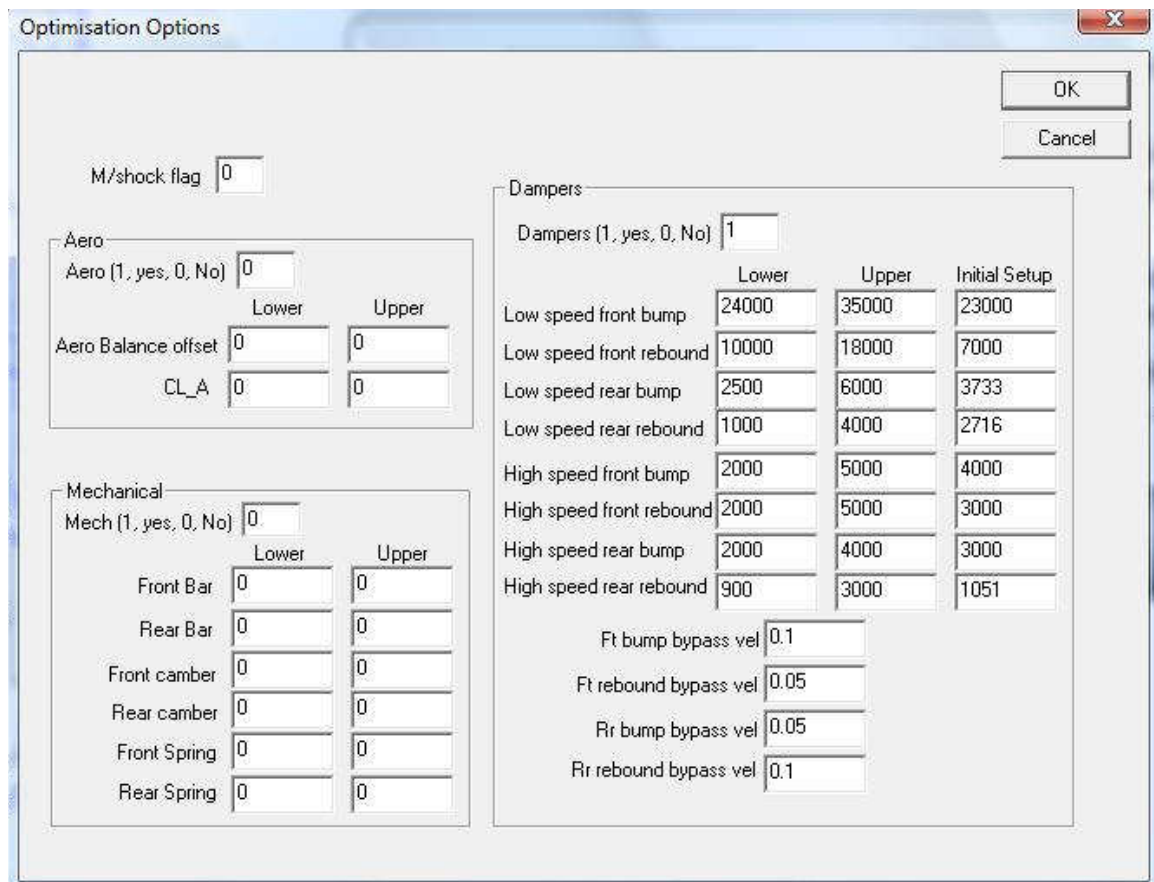 Optimisation Options
OK
Cancel
M/shock flag 0
Aero
Aero (1, yes, 0, No) 0
Lower Upper
Aero Balance offset 0 0
CL_A 0 0
Mechanical
Mech (1, yes, 0, No) 0
Lower Upper
Front Bar 0 0
Rear Bar 0 0
Front camber 0 0
Rear camber 0 0
Front Spring 0 0
Rear Spring 0 0
Dampers
Dampers (1, yes, 0, No) 1
Lower Upper Initial Setup
Low speed front bump 24000 35000 23000
Low speed front rebound 10000 18000 7000
Low speed rear bump 2500 6000 3733
Low speed rear rebound 1000 4000 2716
High speed front bump 2000 5000 4000
High speed front rebound 2000 5000 3000
High speed rear bump 2000 4000 3000
High speed rear rebound 900 3000 1051
Ft bump bypass vel 0.1
Ft rebound bypass vel 0.05
Rr bump bypass vel 0.05
Rr rebound bypass vel 0.1